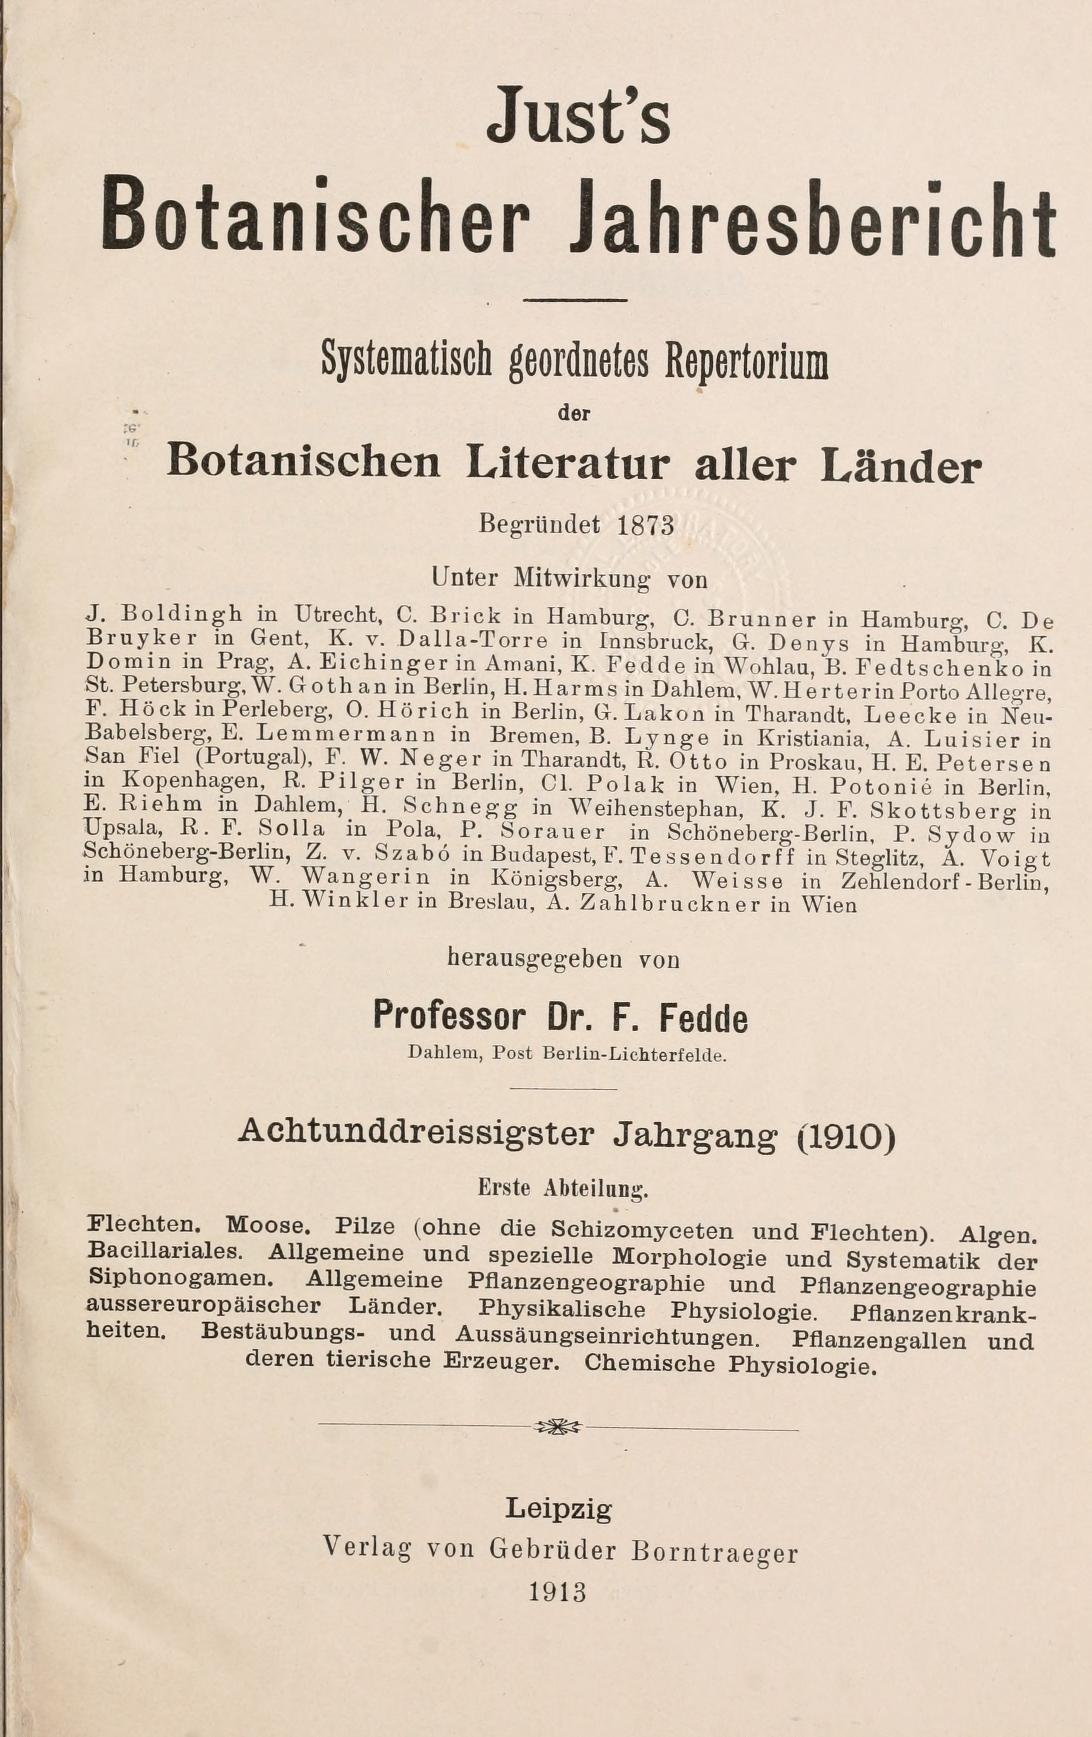 Just's
Botanischer Jahresbericht
Systematisch geordnetes Repertorium
der
Botanischen Literatur aller Länder
Begründet 1873
Unter Mitwirkung von
J. Boldingh in Utrecht, C. Brick in Hamburg, C. Brunner in Hamburg, C. De
Bruyker in Gent, K. v. Dalla-Torre in Innsbruck, G. Denys in Hamburg, K.
Domin in Prag, A. Eichinger in Amani, K. Fedde in Wohlau, B. Fedtschenko in
St. Petersburg, W. Gothan in Berlin, H. Harms in Dahlem, W. Herter in Porto Allegre,
F. Höck in Perleberg, O. Hörich in Berlin, G. Lakon in Tharandt, Leecke in Neu-
Babelsberg, E. Lemmermann in Bremen, B. Lynge in Kristiania, A. Luisier in
San Fiel (Portugal), F. W. Neger in Tharandt, R. Otto in Proskau, H. E. Petersen
in Kopenhagen, R. Pilger in Berlin, Cl. Polak in Wien, H. Potonié in Berlin,
E. Riehm in Dahlem, H. Schnegg in Weihenstephan, K. J. F. Skottsberg in
Upsala, R. F. Solla in Pola, P. Sorauer in Schöneberg-Berlin, P. Sydow in
Schöneberg-Berlin, Z. v. Szabó in Budapest, F. Tessendorff in Steglitz, A. Voigt
in Hamburg, W. Wangerin in Königsberg, A. Weisse in Zehlendorf-Berlin,
H. Winkler in Breslau, A. Zahlbruckner in Wien
herausgegeben von
Professor Dr. F. Fedde
Dahlem, Post Berlin-Lichterfelde.
Achtunddreissigster Jahrgang (1910)
Erste Abteilung.
Flechten. Moose. Pilze (ohne die Schizomyceten und Flechten). Algen.
Bacillariales. Allgemeine und spezielle Morphologie und Systematik der
Siphonogamen. Allgemeine Pflanzengeographie und Pflanzengeographie
aussereuropäischer Länder. Physikalische Physiologie. Pflanzenkrank-
heiten. Bestäubungs- und Aussäungseinrichtungen. Pflanzengallen und
deren tierische Erzeuger. Chemische Physiologie.
Leipzig
Verlag von Gebrüder Borntraeger
1913